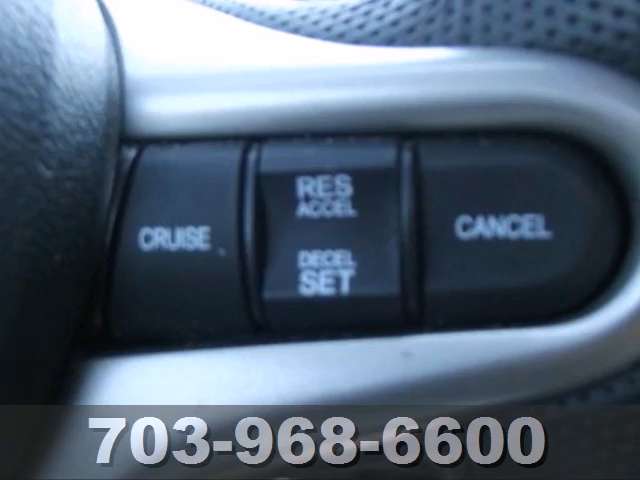 CRUISE
RES
ACCEL
DECEL
SET
CANCEL
703-968-6600